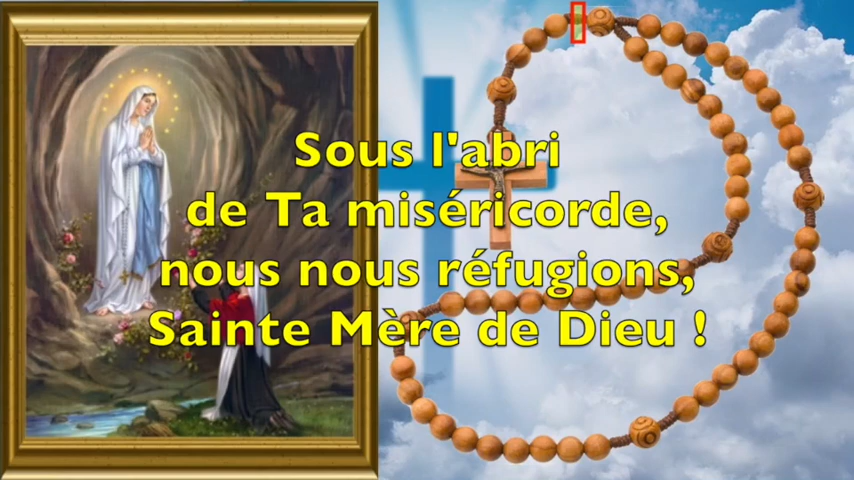 Sous l'abri
de Ta miséricorde,
nous nous réfugions,
Sainte Mère de Dieu !